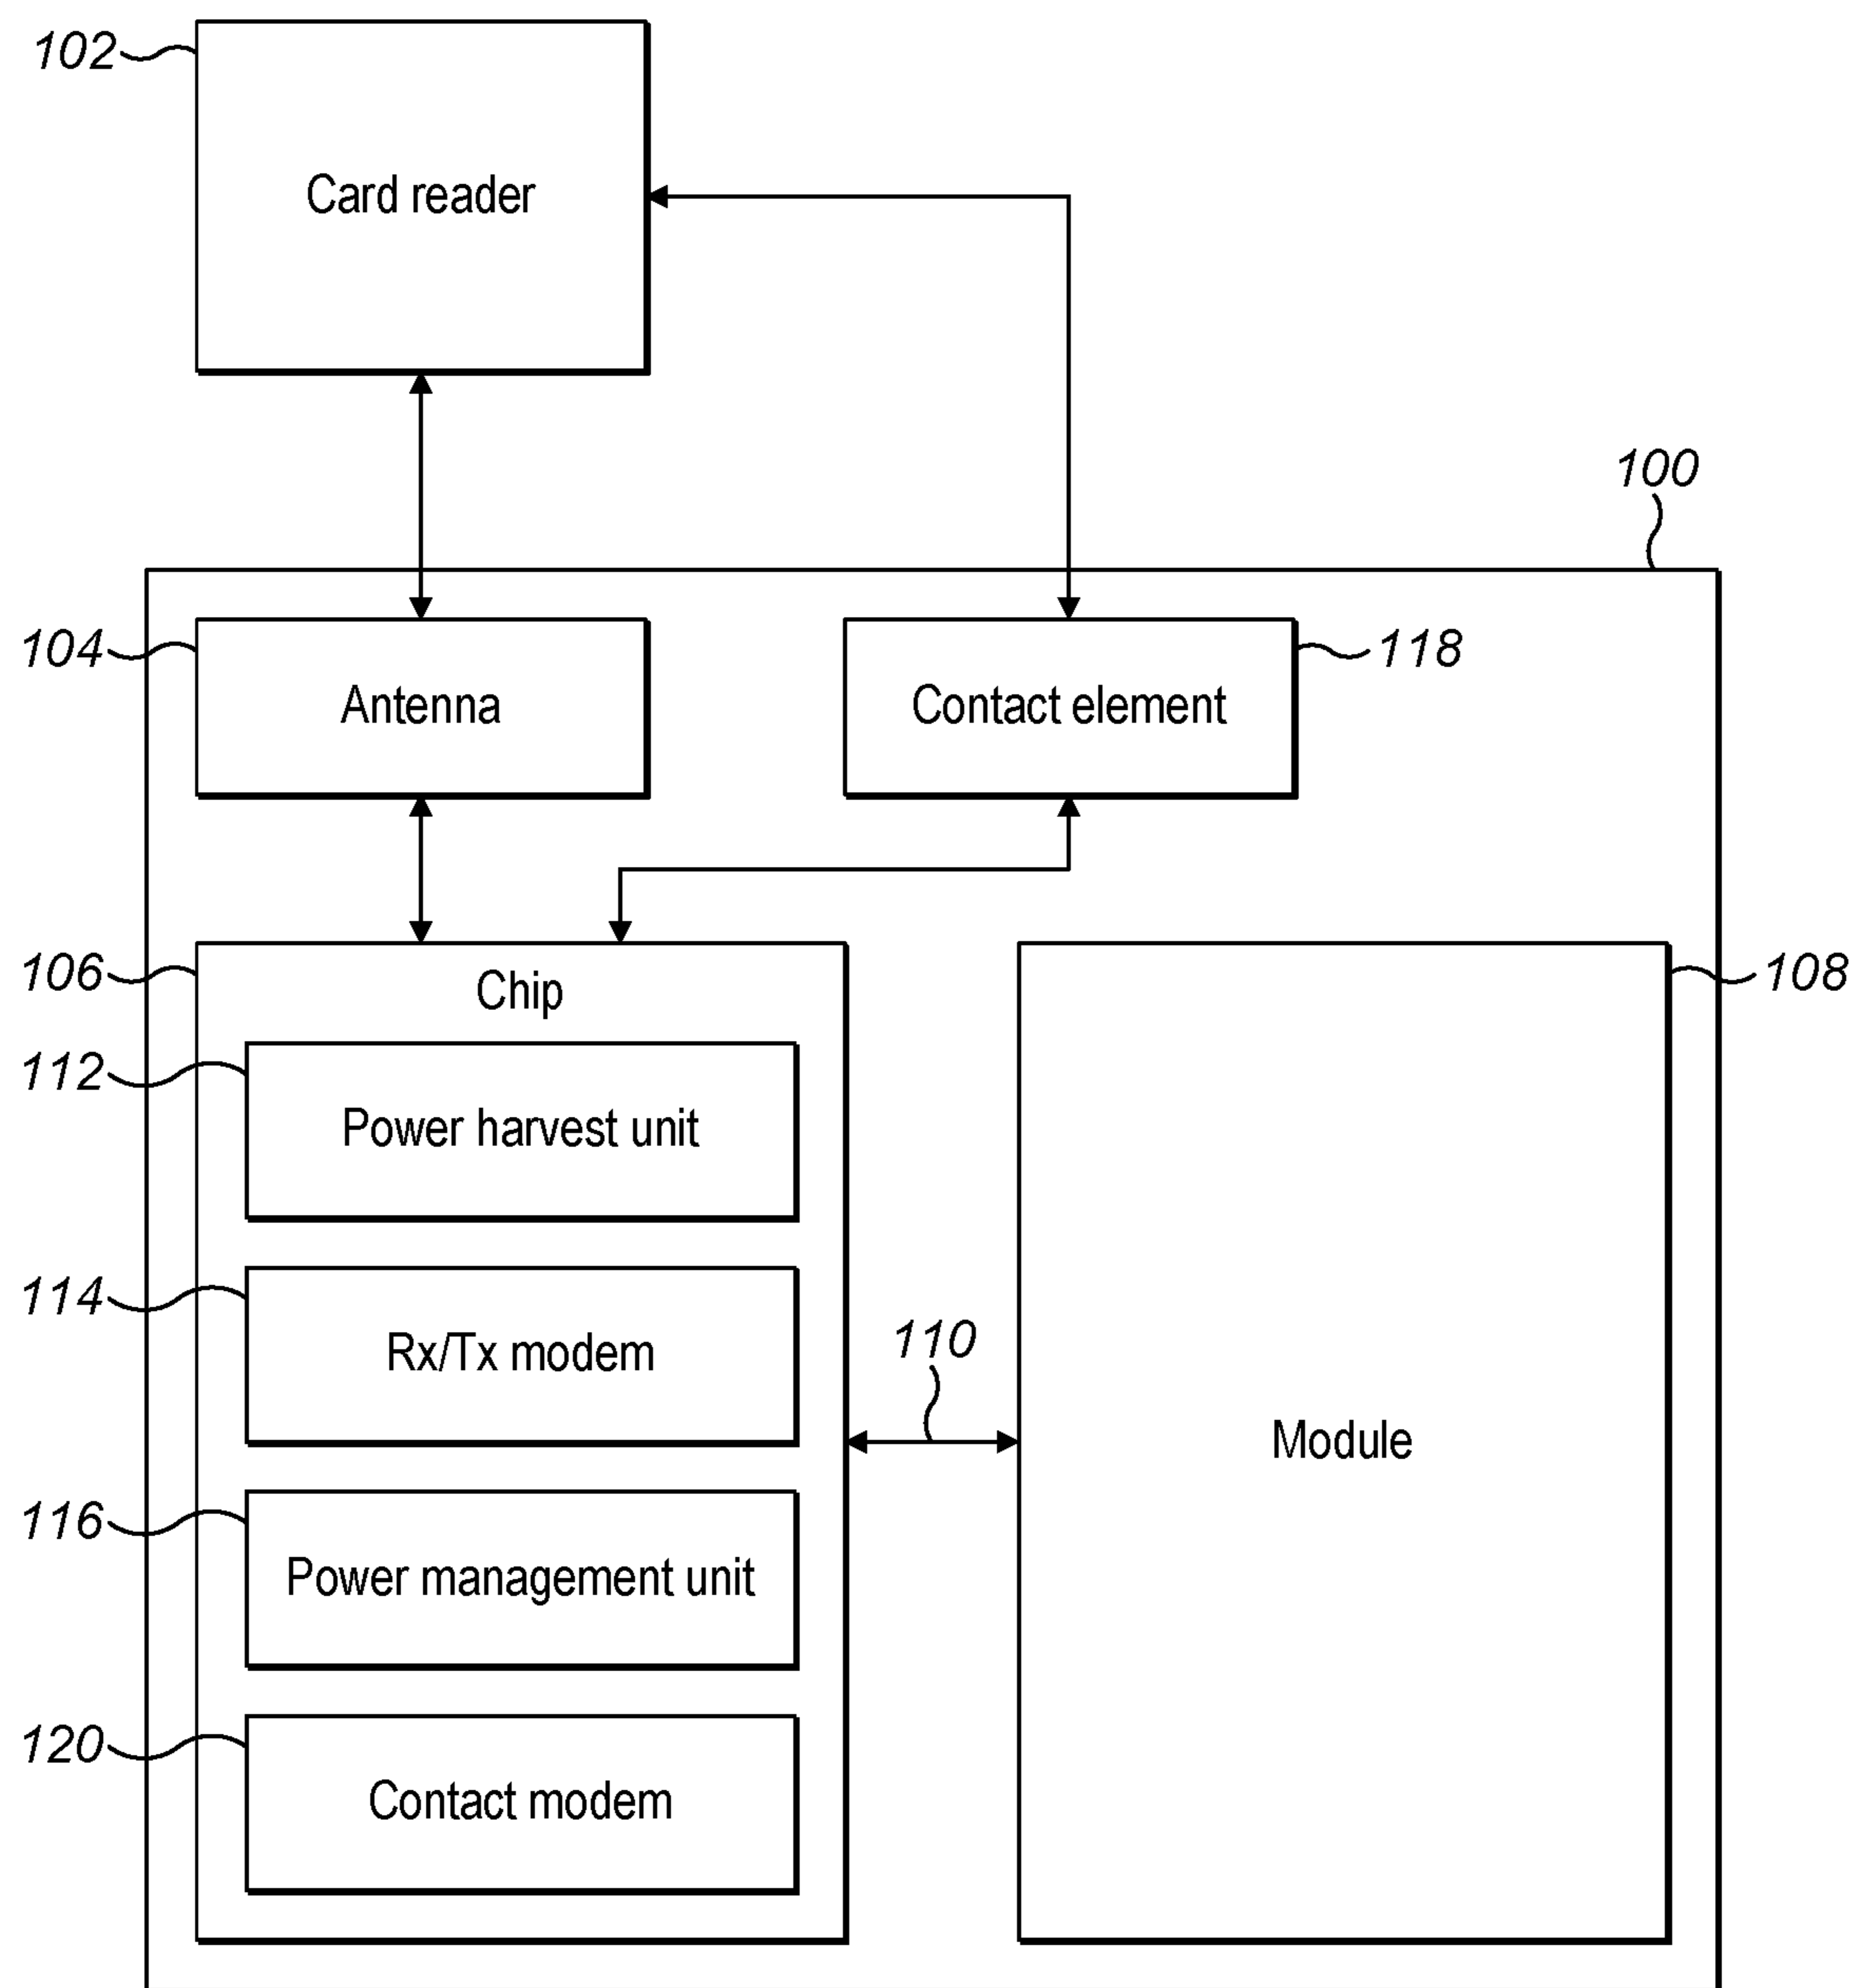 102
Card reader
100
104
Antenna
Contact element
118
106
Chip
108
112
Power harvest unit
114
Rx/Tx modem
110
Module
116
Power management unit
120
Contact modem